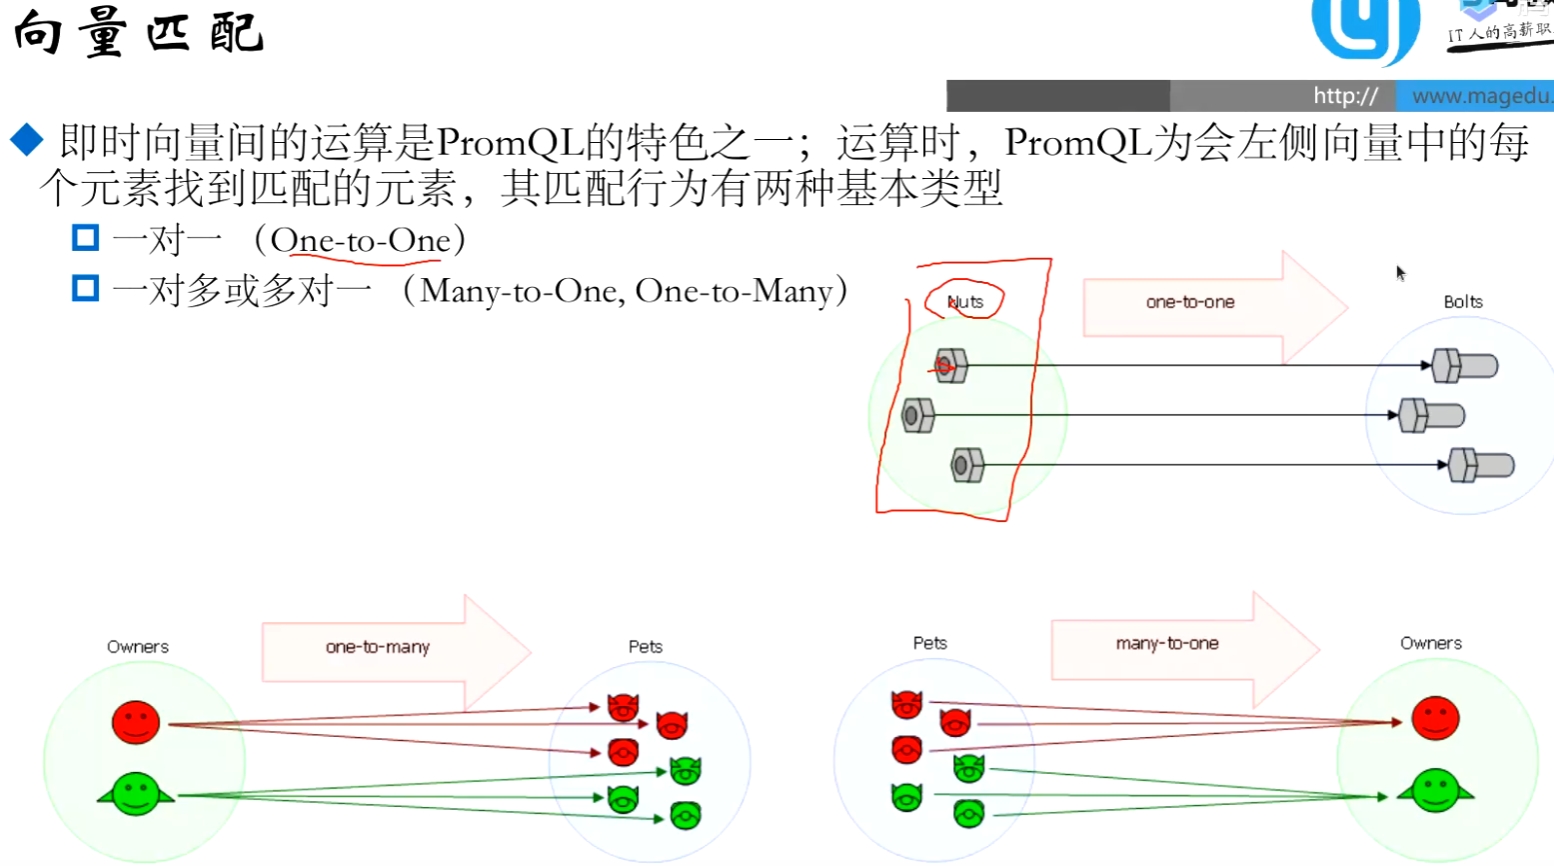 向量匹配
IT人的高薪职
http://
www.magedu.
即时向量间的运算是PromQL的特色之一；运算时，PromQL为会左侧向量中的每
个元素找到匹配的元素，其匹配行为有两种基本类型
一对一 （One-to-One）
一对多或多对一 （Many-to-One, One-to-Many）
Nuts
one-to-one
Bolts
Owners
one-to-many
Pets
Pets
many-to-one
Owners